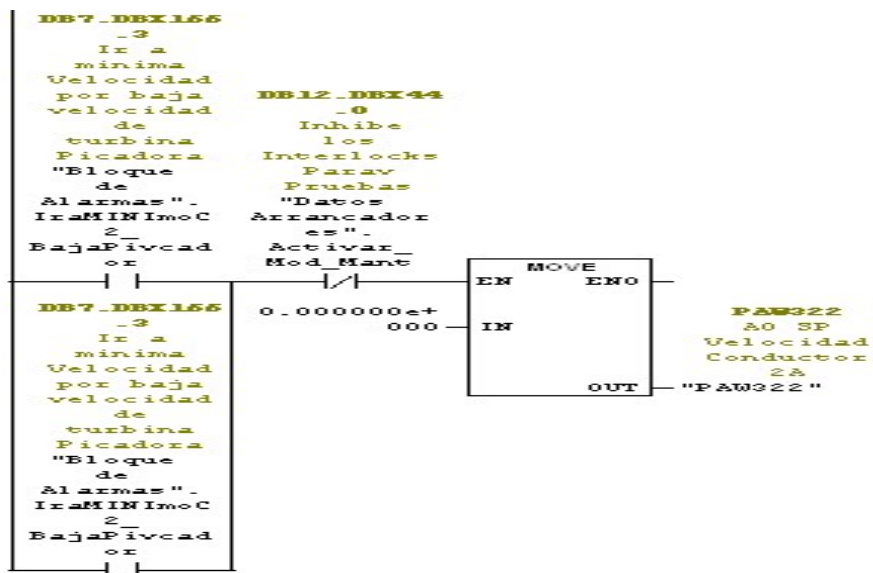 DB7.DBX166
.3
Ir a
minima
Velocidad
por baja
velocidad
de
turbina
Picadora
"Bloque
de
Alarmas".
IraMINImoC
2_
BajaPivcad
or
DB12.DBX44
.0
Inhibe
los
Interlocks
Parav
Pruebas
"Datos
Arrancador
es".
Activar_
Mod_Mant
MOVE
EN ENO
0.000000e+
000
IN
OUT
PAW322
AO SP
Velocidad
Conductor
2A
"PAW322"
DB7.DBX166
.3
Ir a
minima
Velocidad
por baja
velocidad
de
turbina
Picadora
"Bloque
de
Alarmas".
IraMINImoC
2_
BajaPivcad
or